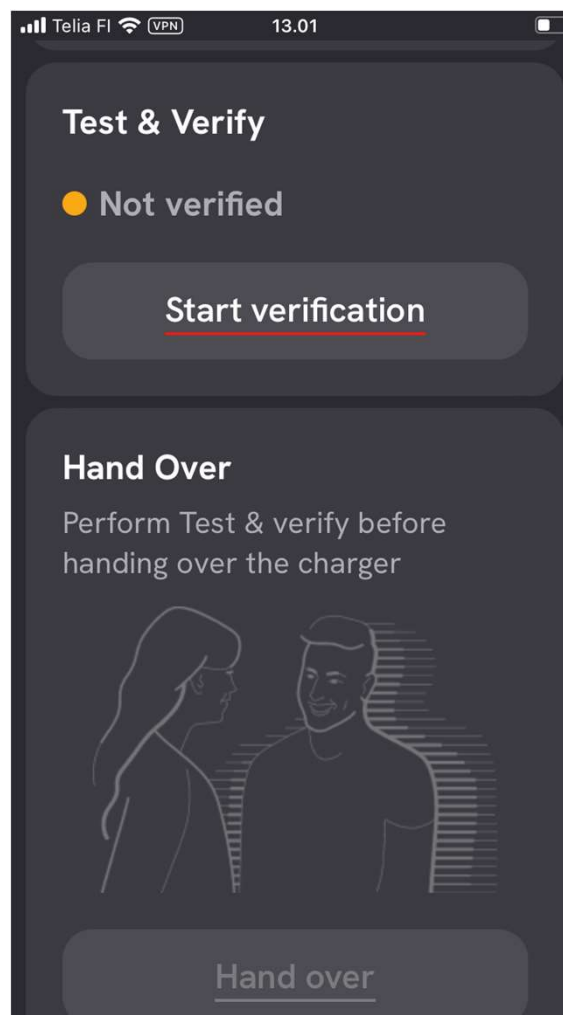 Telia FI VPN 13.01
Test & Verify
Not verified
Start verification
Hand Over
Perform Test & verify before
handing over the charger
Hand over